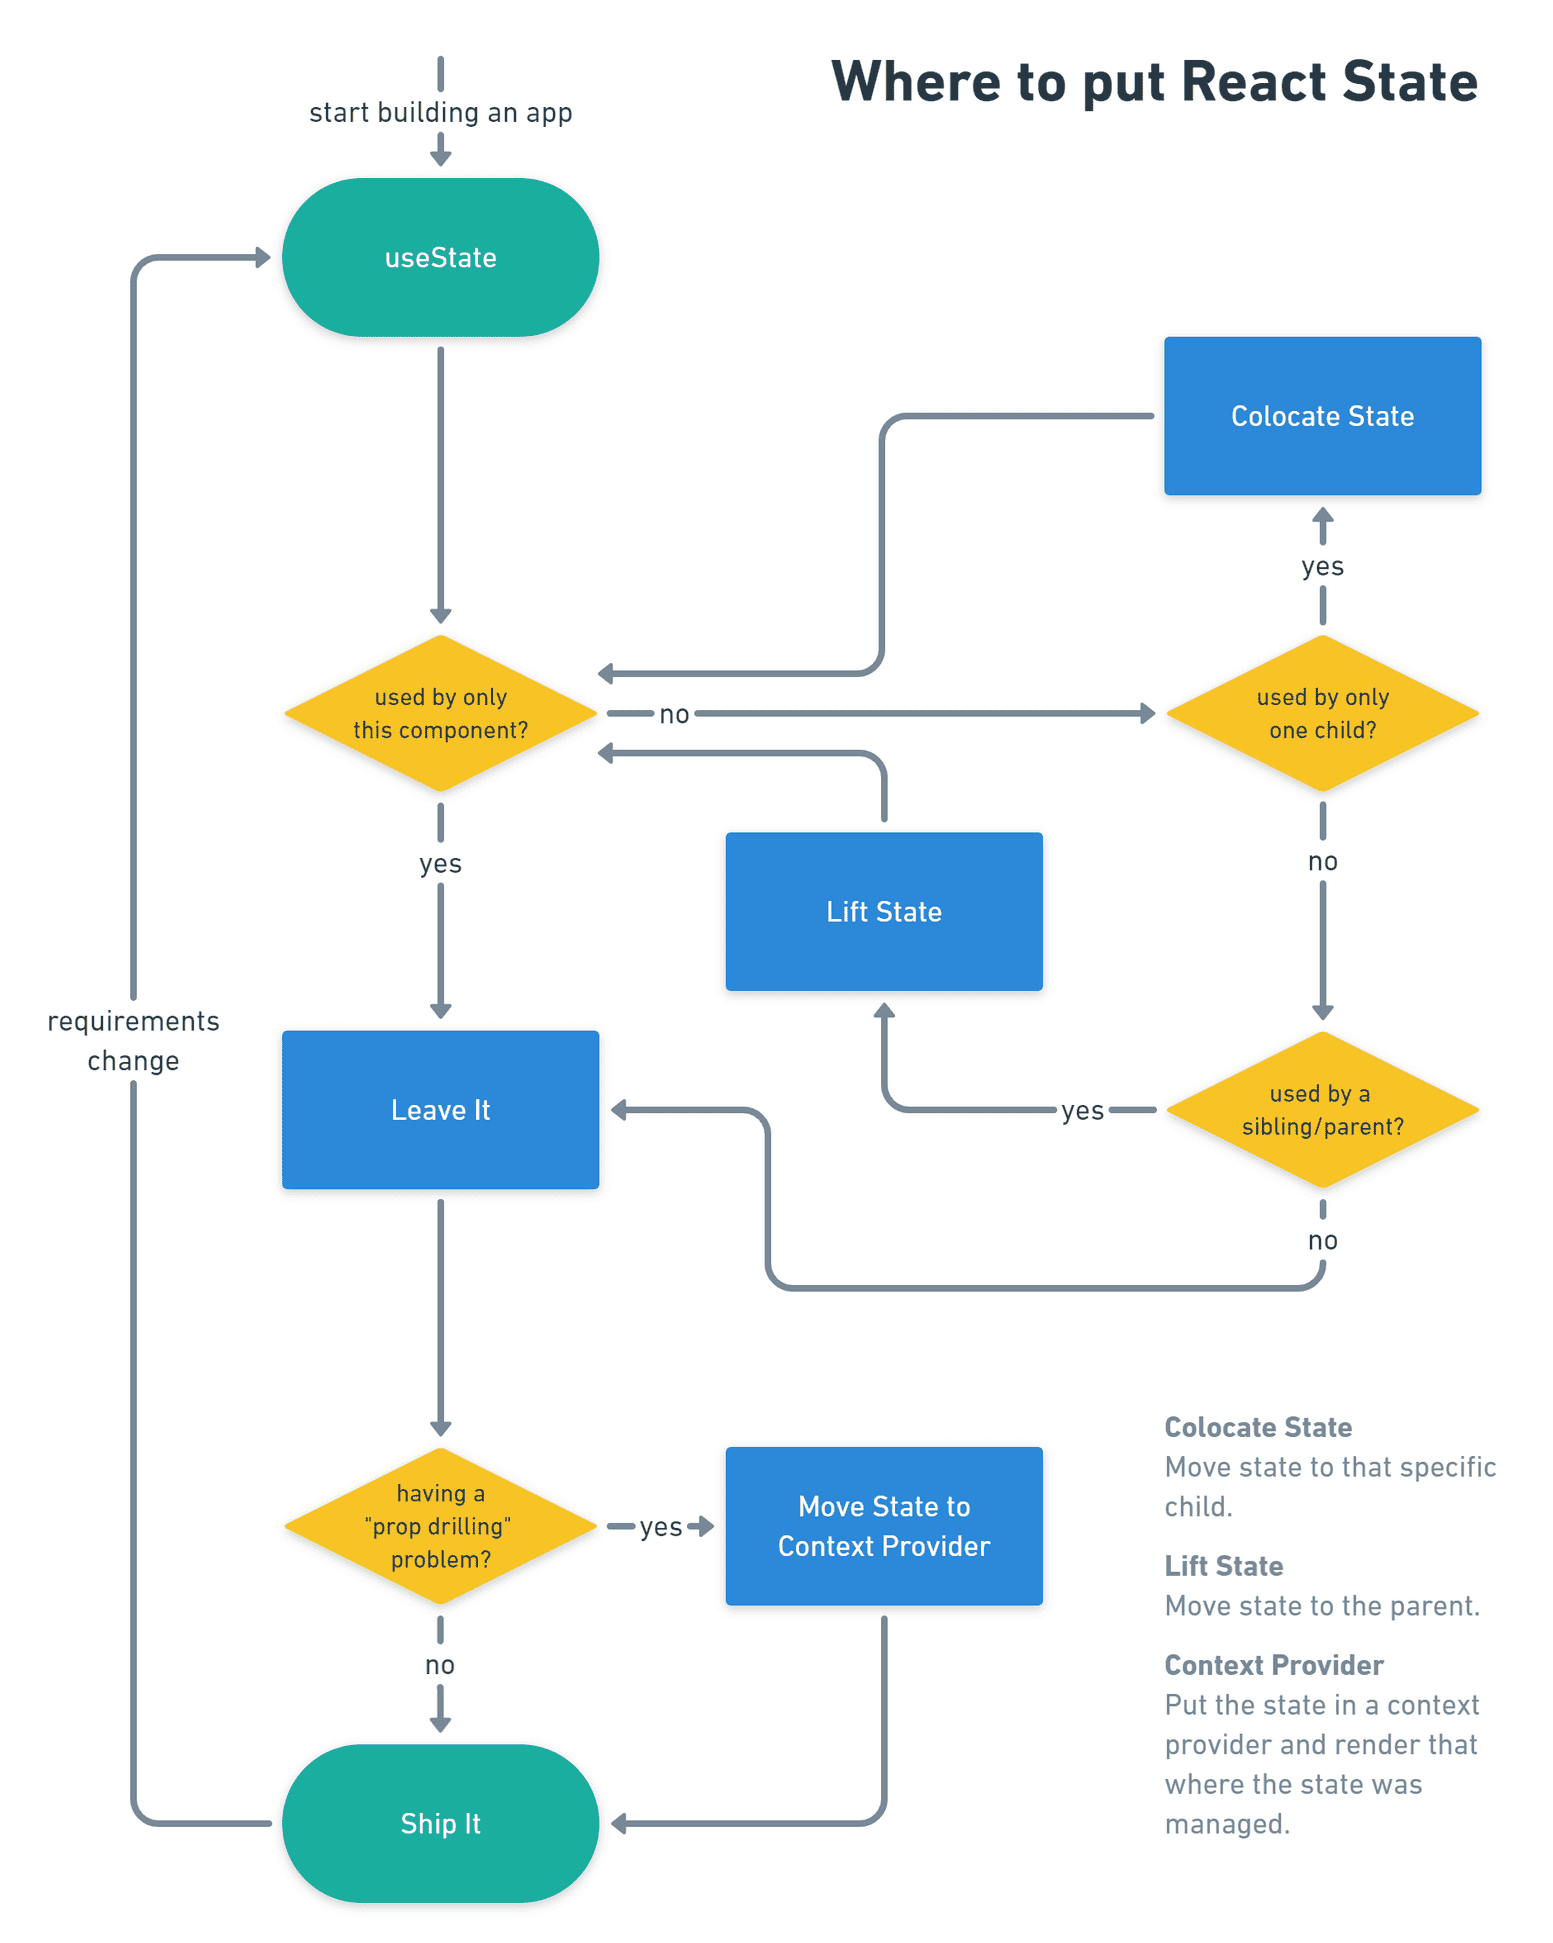 Where to put React State
start building an app
useState
Colocate State
yes
used by only
this component?
no
used by only
one child?
yes
no
Lift State
requirements
change
Leave It
yes
used by a
sibling/parent?
no
Colocate State
Move state to that specific
child.
having a
"prop drilling"
problem?
yes
Move State to
Context Provider
Lift State
Move state to the parent.
no
Context Provider
Put the state in a context
provider and render that
where the state was
managed.
Ship It